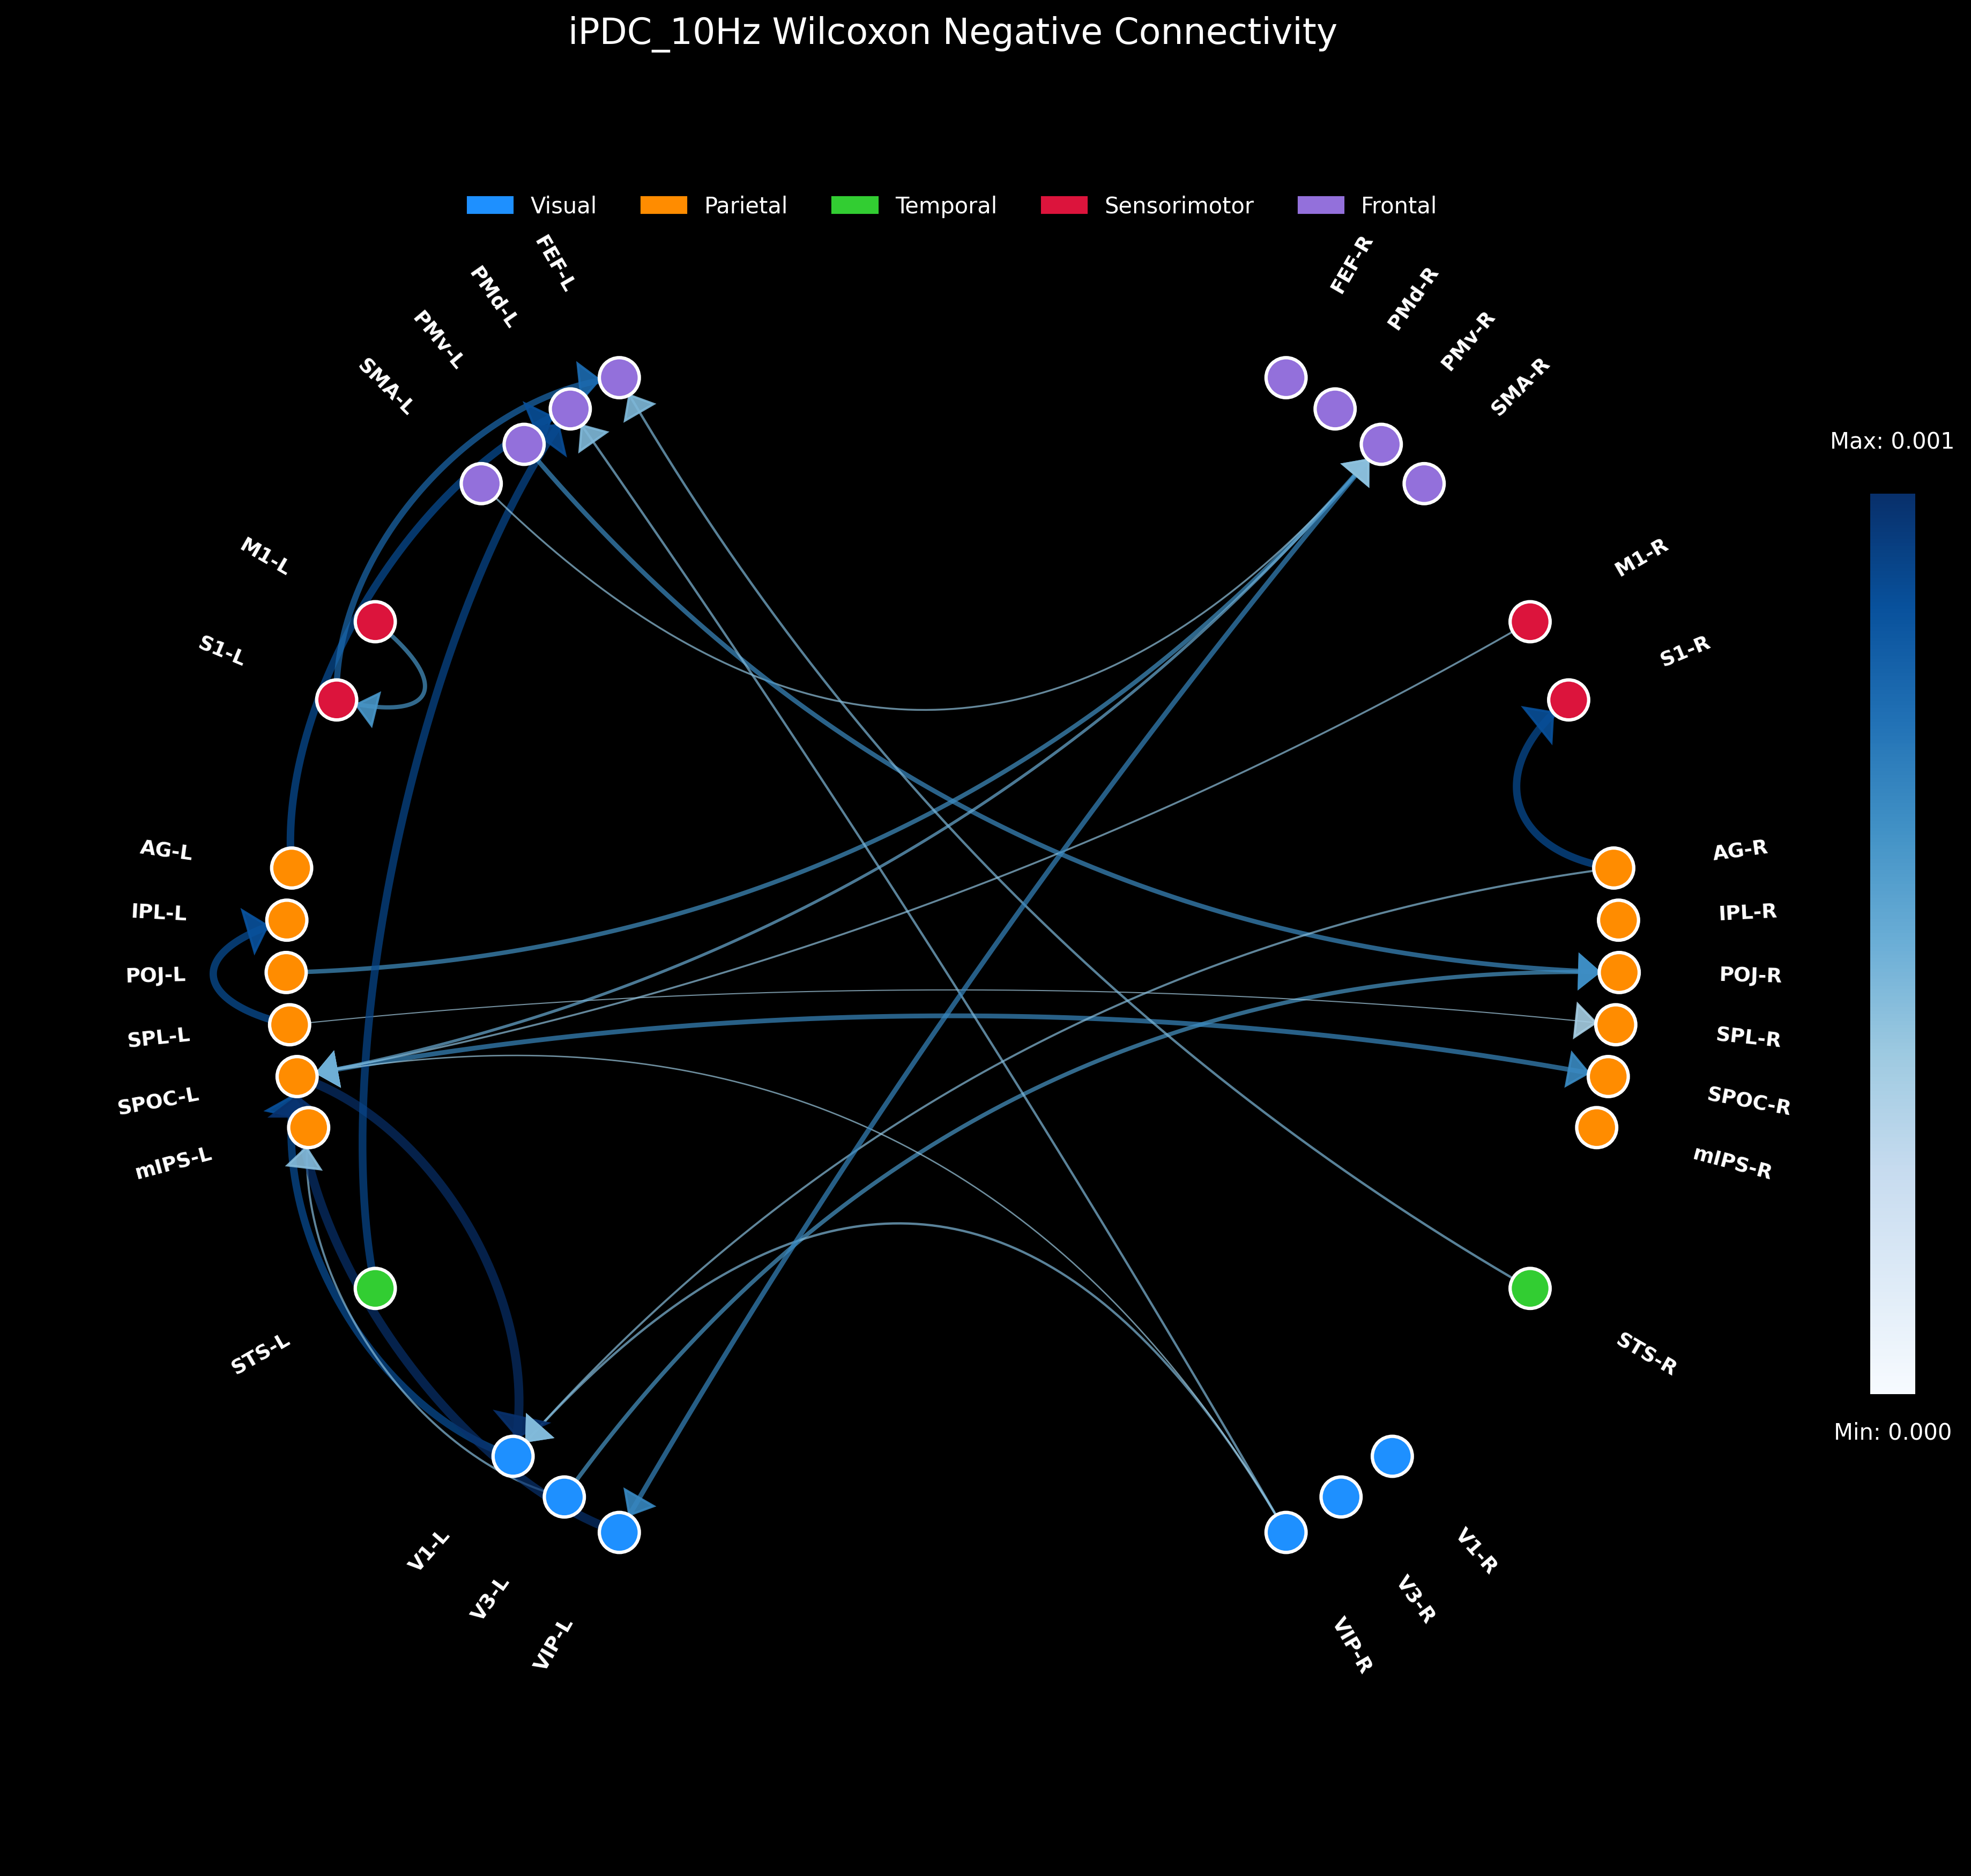 iPDC_10Hz Wilcoxon Negative Connectivity
Visual
Parietal
Temporal
Sensorimotor
Frontal
FEF-L
PMd-L
PMv-L
SMA-L
M1-L
S1-L
AG-L
IPL-L
POJ-L
SPL-L
SPOC-L
mIPS-L
STS-L
V1-L
V3-L
VIP-L
FEF-R
PMd-R
PMv-R
SMA-R
M1-R
S1-R
AG-R
IPL-R
POJ-R
SPL-R
SPOC-R
mIPS-R
STS-R
V1-R
V3-R
VIP-R
Max: 0.001
Min: 0.000